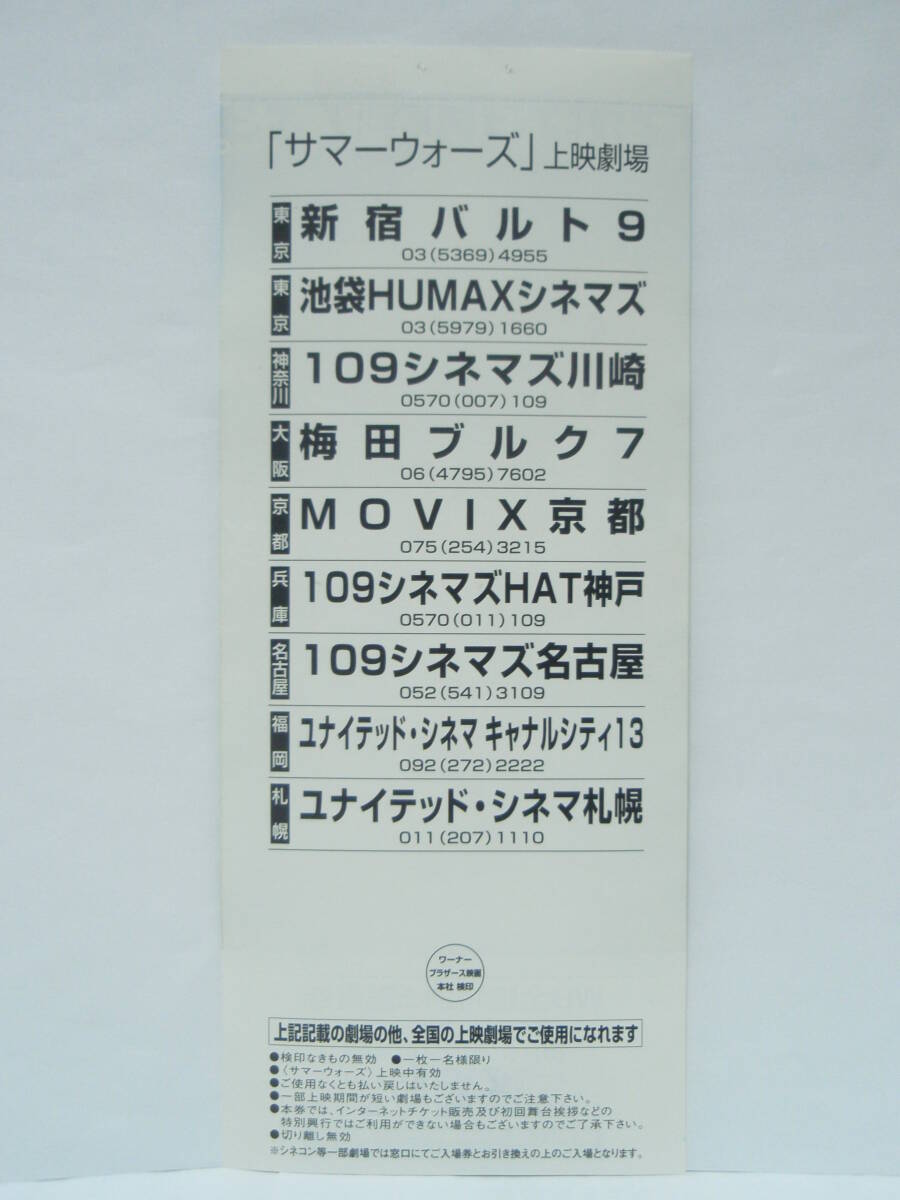 「サマーウォーズ」上映劇場
東京 新宿バルト9
03(5369)4955
東京 池袋HUMAXシネマズ
03(5979)1660
神奈川 109シネマズ川崎
0570(007)109
大阪 梅田ブルク7
06(4795)7602
京都 MOVIX京都
075(254)3215
兵庫 109シネマズHAT神戸
0570(011)109
名古屋 109シネマズ名古屋
052(541)3109
福岡 ユナイテッド・シネマ キャナルシティ13
092(272)2222
札幌 ユナイテッド・シネマ札幌
011(207)1110
ワーナー
ブラザース映画
本社 検印
上記記載の劇場の他、全国の上映劇場でご使用になれます
●検印なきもの無効 ●一枚一名様限り
●〈サマーウォーズ〉上映中有効
●ご使用なくとも払い戻しはいたしません。
●一部上映期間が短い劇場もございますのでご注意下さい。
●本券では、インターネットチケット販売及び初回舞台挨拶などの
特別興行ではご利用ができない場合もございますのでご了承下さい。
●切り離し無効
※シネコン等一部劇場では窓口にてご入場券とお引き換えの上のご入場となります。